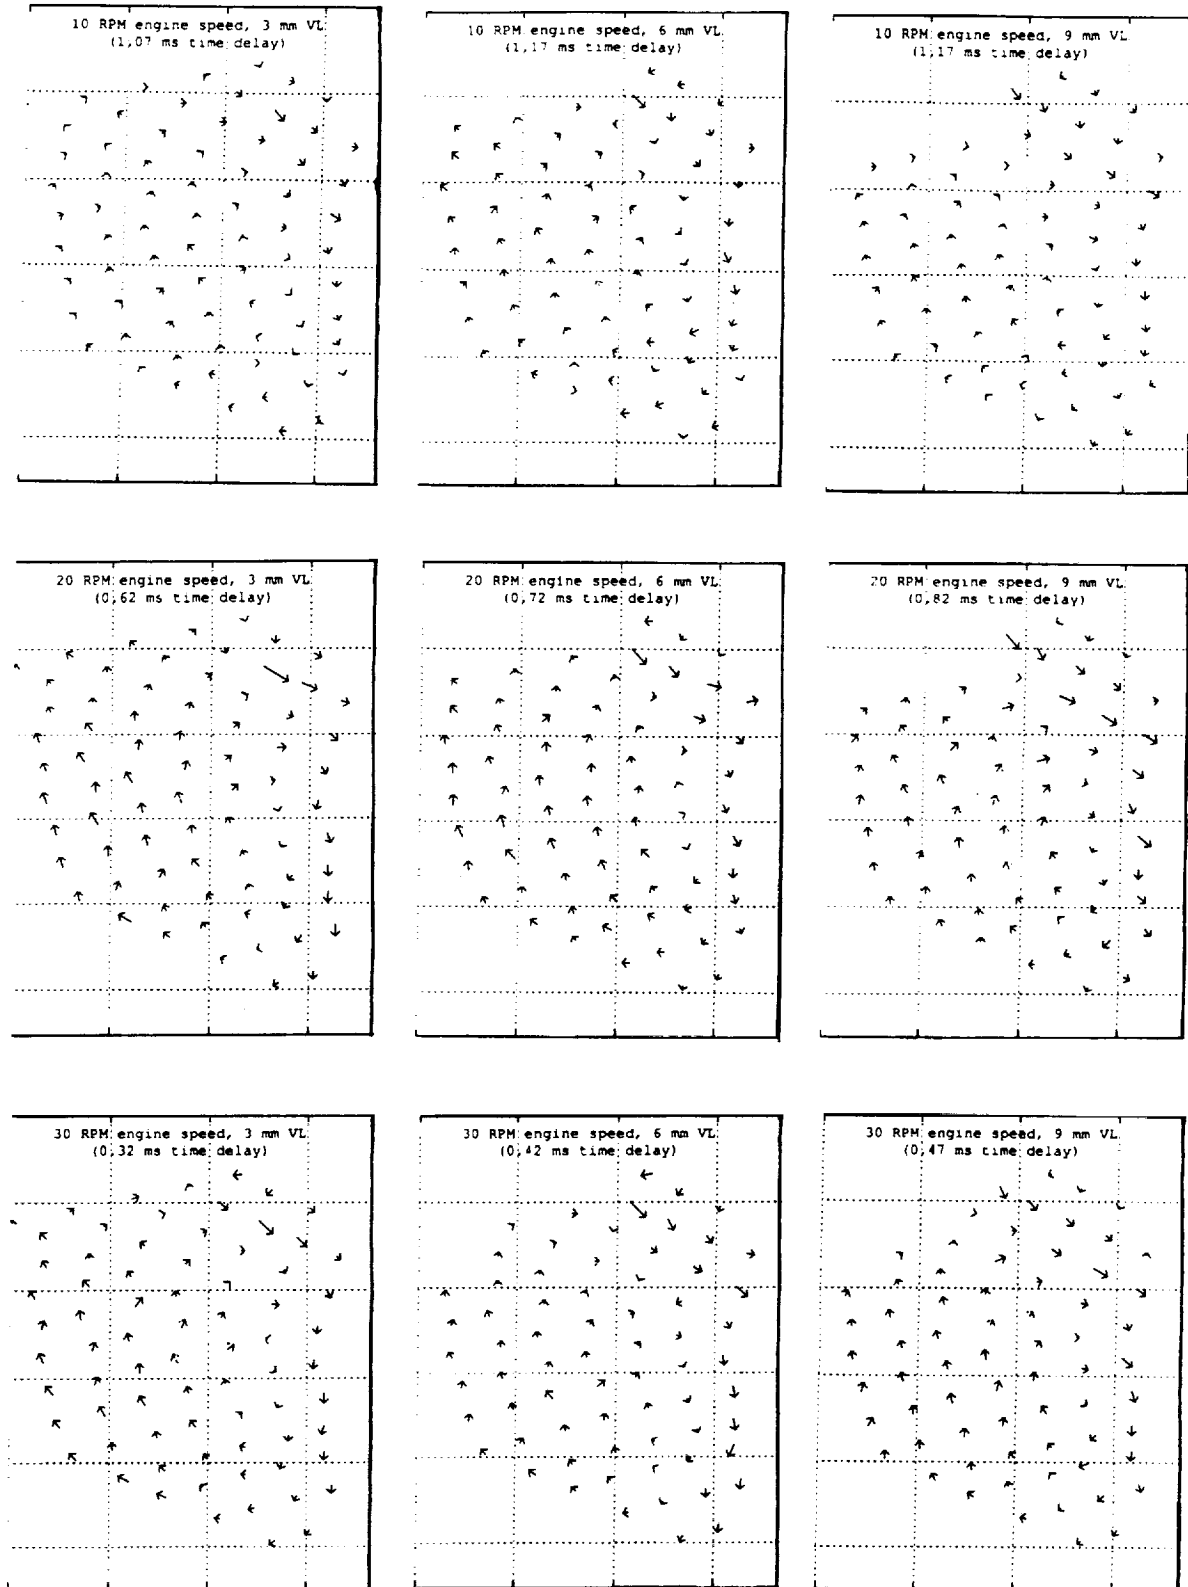 10 RPM engine speed, 3 mm VL
(1,07 ms time delay)
10 RPM engine speed, 6 mm VL
(1,17 ms time delay)
10 RPM engine speed, 9 mm VL
(1,17 ms time delay)
20 RPM engine speed, 3 mm VL
(0,62 ms time delay)
20 RPM engine speed, 6 mm VL
(0,72 ms time delay)
20 RPM engine speed, 9 mm VL
(0,82 ms time delay)
30 RPM engine speed, 3 mm VL
(0,32 ms time delay)
30 RPM engine speed, 6 mm VL
(0,42 ms time delay)
30 RPM engine speed, 9 mm VL
(0,47 ms time delay)